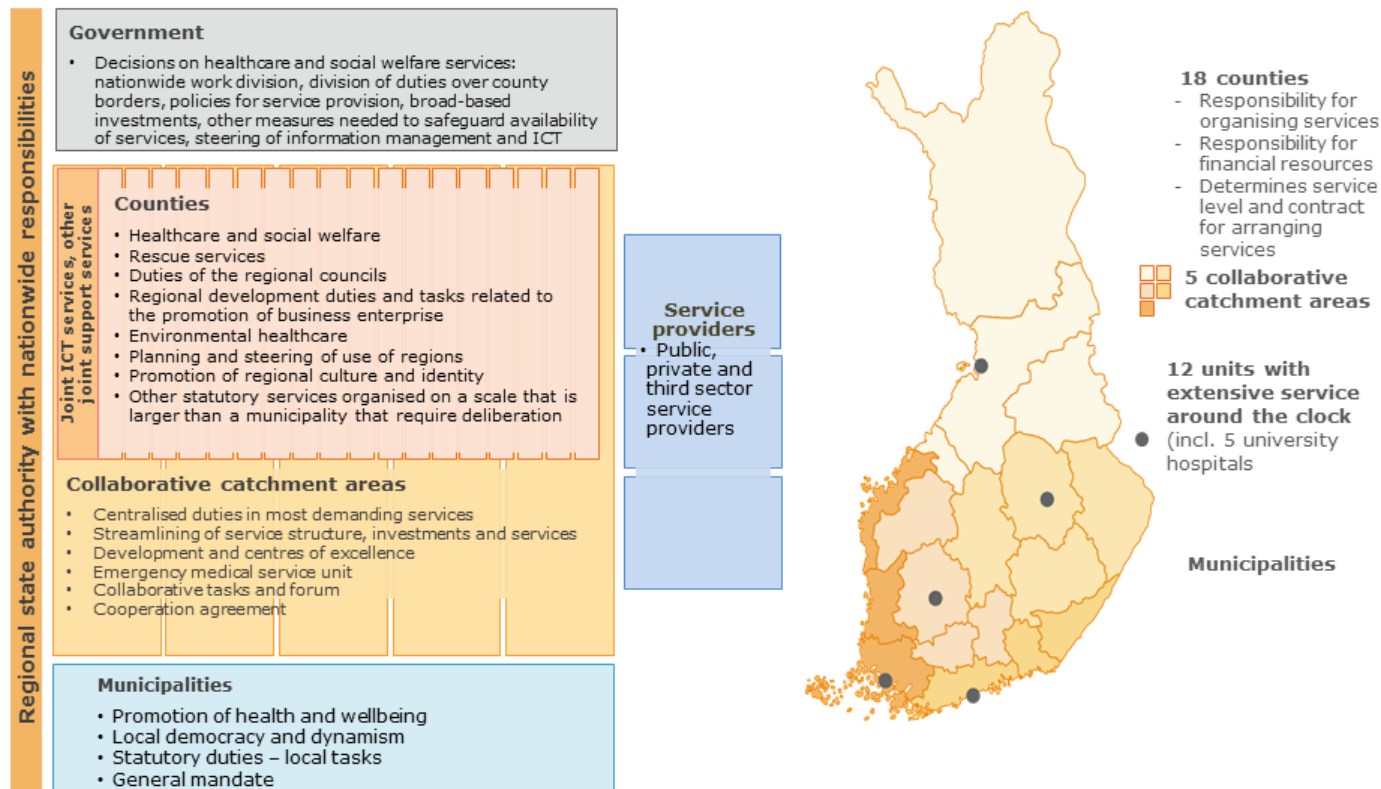 Regional state authority with nationwide responsibilities
Government
• Decisions on healthcare and social welfare services:
nationwide work division, division of duties over county
borders, policies for service provision, broad-based
investments, other measures needed to safeguard availability
of services, steering of information management and ICT
Joint ICT services, other
joint support services
Counties
• Healthcare and social welfare
• Rescue services
• Duties of the regional councils
• Regional development duties and tasks related to
the promotion of business enterprise
• Environmental healthcare
• Planning and steering of use of regions
• Promotion of regional culture and identity
• Other statutory services organised on a scale that is
larger than a municipality that require deliberation
Collaborative catchment areas
• Centralised duties in most demanding services
• Streamlining of service structure, investments and services
• Development and centres of excellence
• Emergency medical service unit
• Collaborative tasks and forum
• Cooperation agreement
Municipalities
• Promotion of health and wellbeing
• Local democracy and dynamism
• Statutory duties – local tasks
• General mandate
Service
providers
• Public,
private and
third sector
service
providers
18 counties
- Responsibility for
organising services
- Responsibility for
financial resources
- Determines service
level and contract
for arranging
services
5 collaborative
catchment areas
12 units with
extensive service
around the clock
(incl. 5 university
hospitals
Municipalities